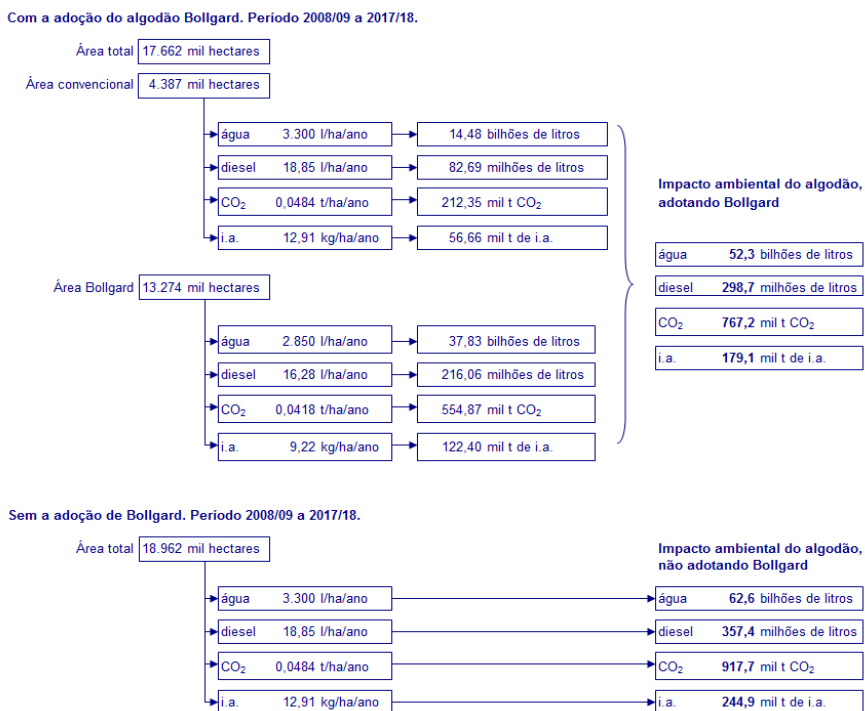 Com a adoção do algodão Bollgard. Período 2008/09 a 2017/18.
Área total 17.662 mil hectares
Área convencional 4.387 mil hectares
água 3.300 l/ha/ano 14,48 bilhões de litros
diesel 18,85 l/ha/ano 82,69 milhões de litros
CO₂ 0,0484 t/ha/ano 212,35 mil t CO₂
i.a. 12,91 kg/ha/ano 56,66 mil t de i.a.
Área Bollgard 13.274 mil hectares
água 2.850 l/ha/ano 37,83 bilhões de litros
diesel 16,28 l/ha/ano 216,06 milhões de litros
CO₂ 0,0418 t/ha/ano 554,87 mil t CO₂
i.a. 9,22 kg/ha/ano 122,40 mil t de i.a.
Impacto ambiental do algodão,
adotando Bollgard
água 52,3 bilhões de litros
diesel 298,7 milhões de litros
CO₂ 767,2 mil t CO₂
i.a. 179,1 mil t de i.a.
Sem a adoção de Bollgard. Período 2008/09 a 2017/18.
Área total 18.962 mil hectares
Impacto ambiental do algodão,
não adotando Bollgard
água 3.300 l/ha/ano água 62,6 bilhões de litros
diesel 18,85 l/ha/ano diesel 357,4 milhões de litros
CO₂ 0,0484 t/ha/ano CO₂ 917,7 mil t CO₂
i.a. 12,91 kg/ha/ano i.a. 244,9 mil t de i.a.